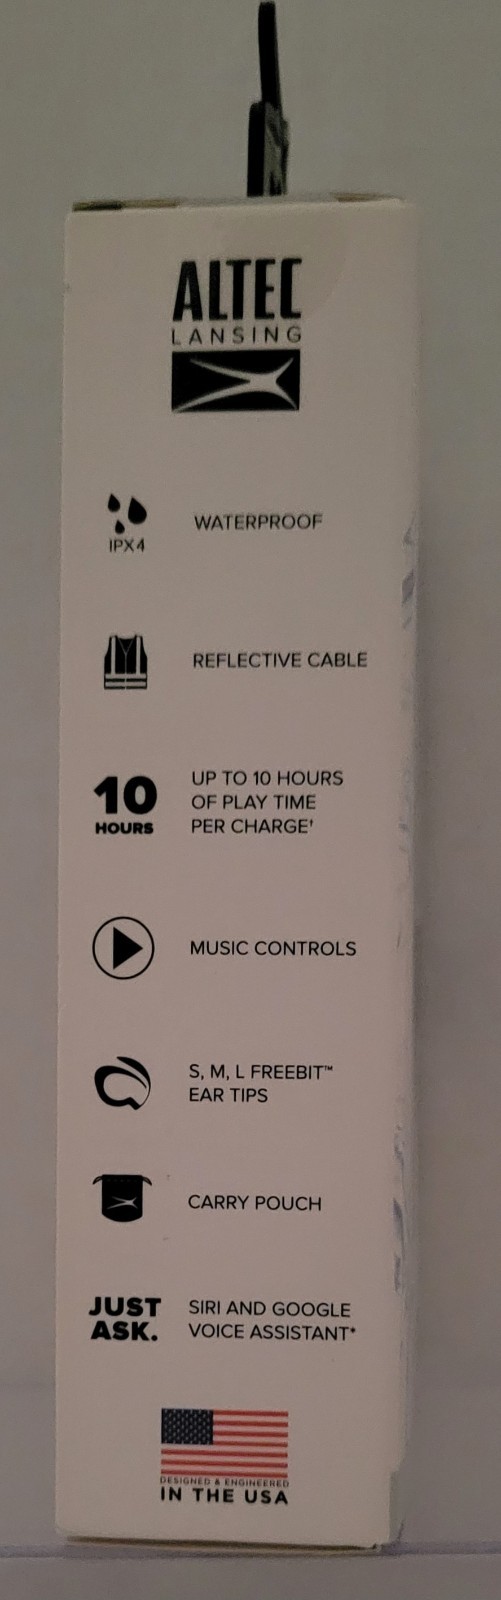 ALTEC
LANSING
IPX4
WATERPROOF
REFLECTIVE CABLE
10
HOURS
UP TO 10 HOURS
OF PLAY TIME
PER CHARGE†
MUSIC CONTROLS
S, M, L FREEBIT™
EAR TIPS
CARRY POUCH
JUST
ASK.
SIRI AND GOOGLE
VOICE ASSISTANT*
DESIGNED & ENGINEERED
IN THE USA